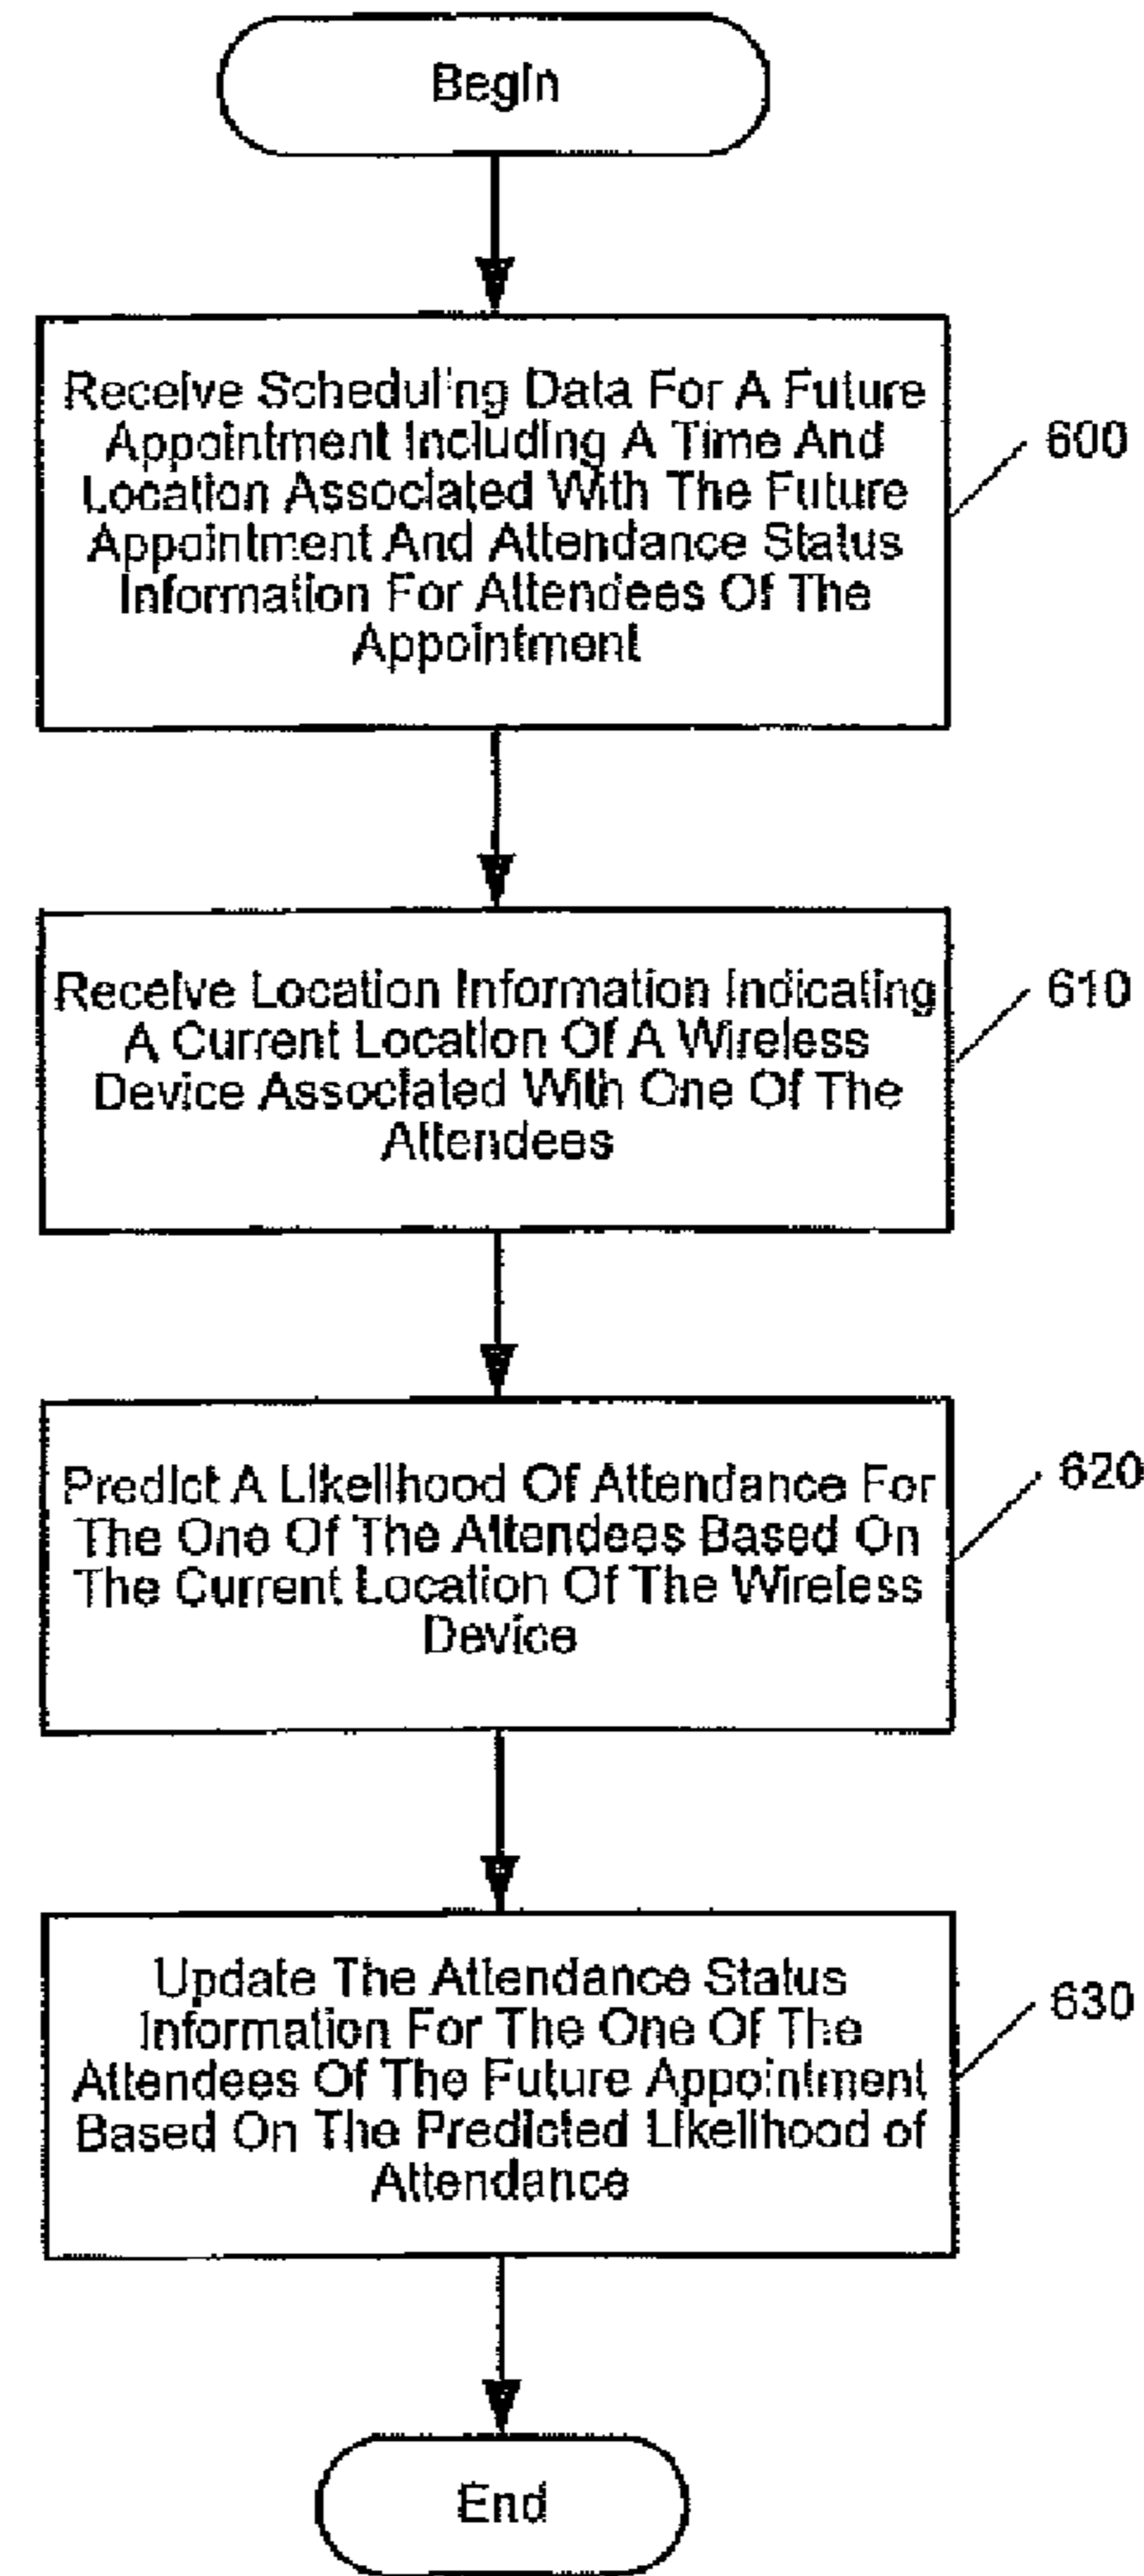 Begin
Receive Scheduling Data For A Future
Appointment Including A Time And
Location Associated With The Future
Appointment And Attendance Status
Information For Attendees Of The
Appointment
600
Receive Location Information Indicating
A Current Location Of A Wireless
Device Associated With One Of The
Attendees
610
Predict A Likelihood Of Attendance For
The One Of The Attendees Based On
The Current Location Of The Wireless
Device
620
Update The Attendance Status
Information For The One Of The
Attendees Of The Future Appointment
Based On The Predicted Likelihood of
Attendance
630
End